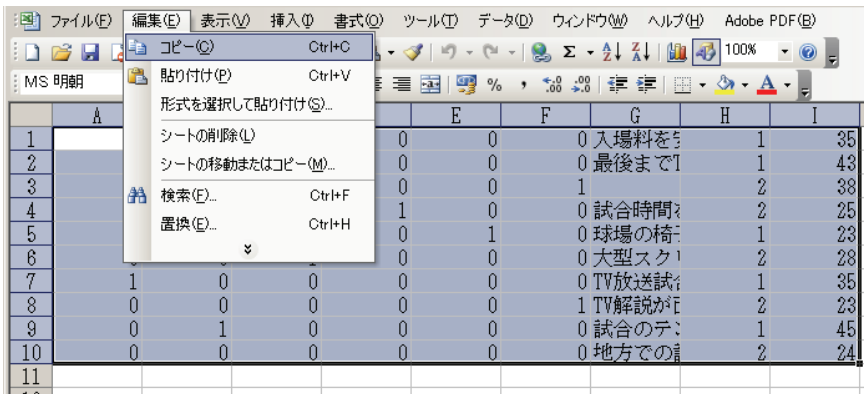 ファイル(F) 編集(E) 表示(V) 挿入(I) 書式(O) ツール(T) データ(D) ウィンドウ(W) ヘルプ(H) Adobe PDF(B)
コピー(C) Ctrl+C
Σ 100%
MS 明朝
貼り付け(P) Ctrl+V
% , .00 A
形式を選択して貼り付け(S)...
A E F G H I
シートの削除(L)
1 0 0 0 入場料を 1 35
シートの移動またはコピー(M)...
2 0 0 0 最後まで 1 43
3 0 0 1 2 38
検索(F)... Ctrl+F
4 1 0 0 試合時間 2 25
置換(E)... Ctrl+H
5 0 1 0 球場の椅 1 23
6 0 0 0 大型スク 2 28
7 1 0 0 0 0 0 TV放送試 1 35
8 0 0 0 0 0 1 TV解説が 2 23
9 0 1 0 0 0 0 試合のテ 1 45
10 0 0 0 0 0 0 地方での 2 24
11